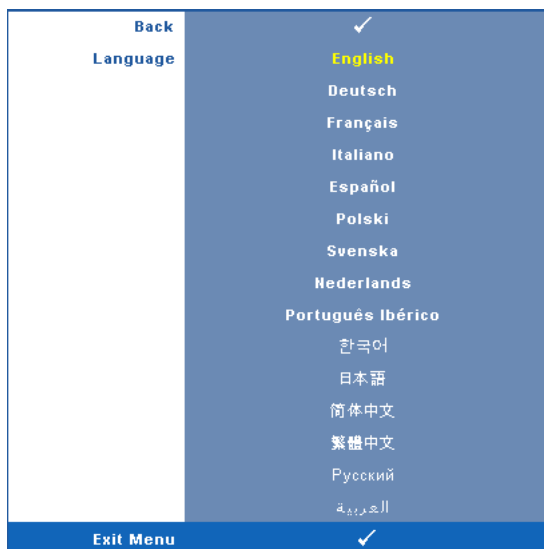 Back ✓
Language English
Deutsch
Français
Italiano
Español
Polski
Svenska
Nederlands
Português Ibérico
한국어
日本語
简体中文
繁體中文
Русский
العربية
Exit Menu ✓